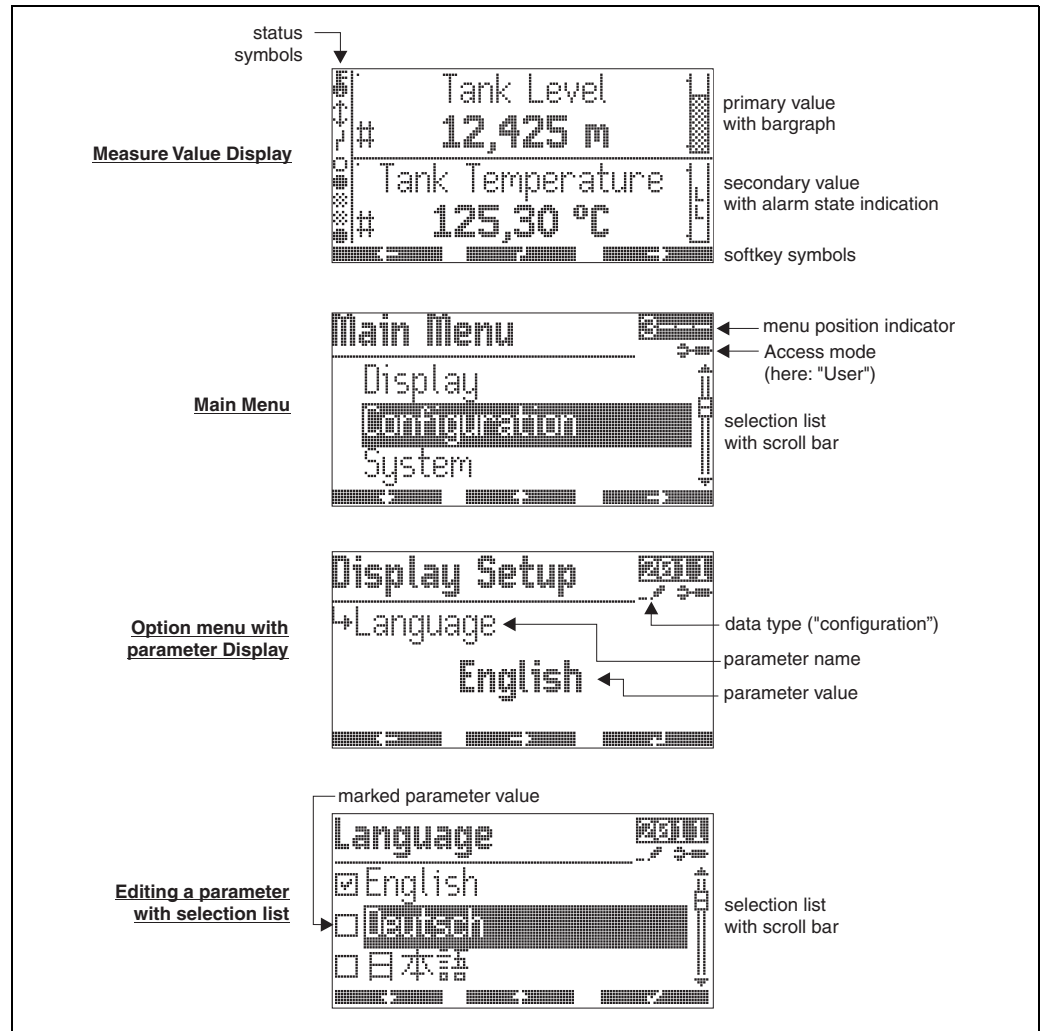 status
symbols
Measure Value Display
Tank Level
# 12,425 m
Tank Temperature
# 125,30 °C
primary value
with bargraph
secondary value
with alarm state indication
softkey symbols
Main Menu
Main Menu
3---
Display
Configuration
System
menu position indicator
Access mode
(here: "User")
selection list
with scroll bar
Option menu with
parameter Display
Display Setup
2011
Language
English
data type ("configuration")
parameter name
parameter value
marked parameter value
Editing a parameter
with selection list
Language
2011
English
Deutsch
日本語
selection list
with scroll bar